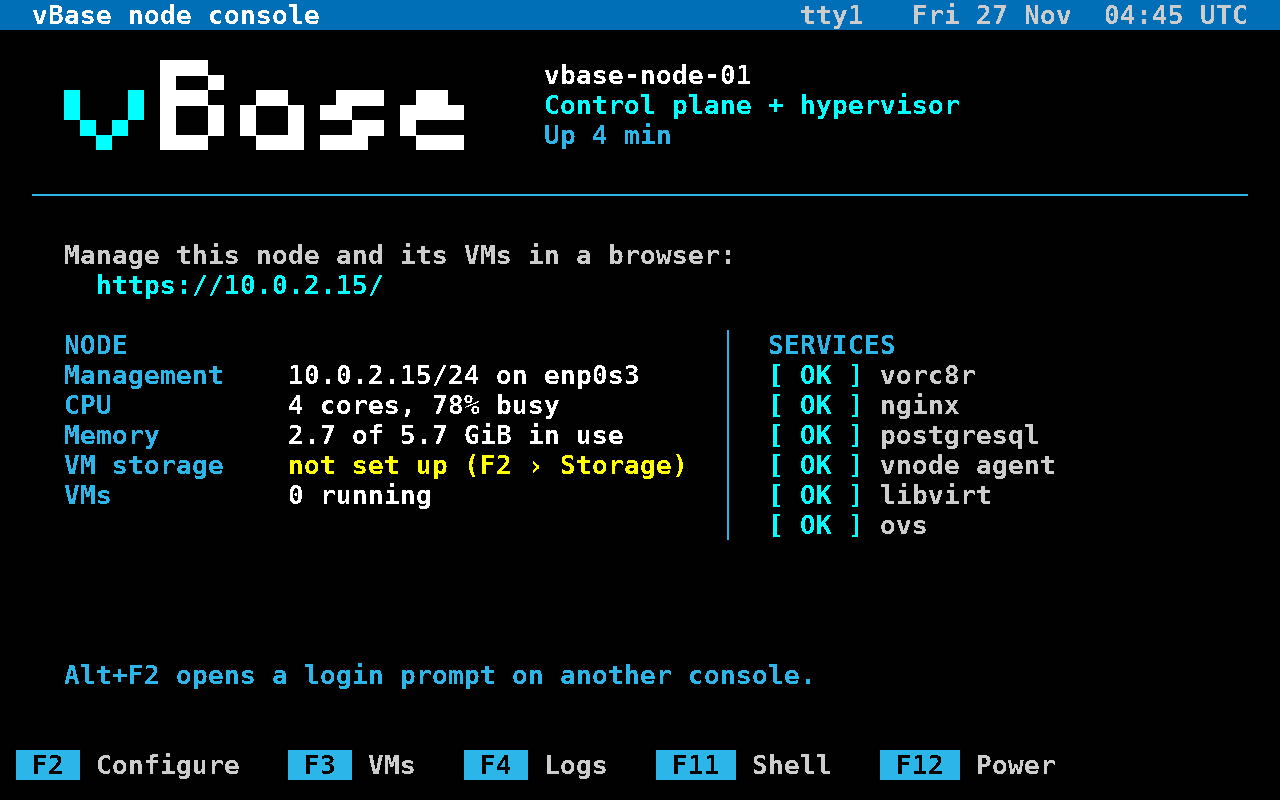 vBase node console tty1 Fri 27 Nov 04:45 UTC
vBase
vbase-node-01
Control plane + hypervisor
Up 4 min
Manage this node and its VMs in a browser:
https://10.0.2.15/
NODE
Management 10.0.2.15/24 on enp0s3
CPU 4 cores, 78% busy
Memory 2.7 of 5.7 GiB in use
VM storage not set up (F2 › Storage)
VMs 0 running
SERVICES
[ OK ] vorc8r
[ OK ] nginx
[ OK ] postgresql
[ OK ] vnode agent
[ OK ] libvirt
[ OK ] ovs
Alt+F2 opens a login prompt on another console.
F2 Configure F3 VMs F4 Logs F11 Shell F12 Power